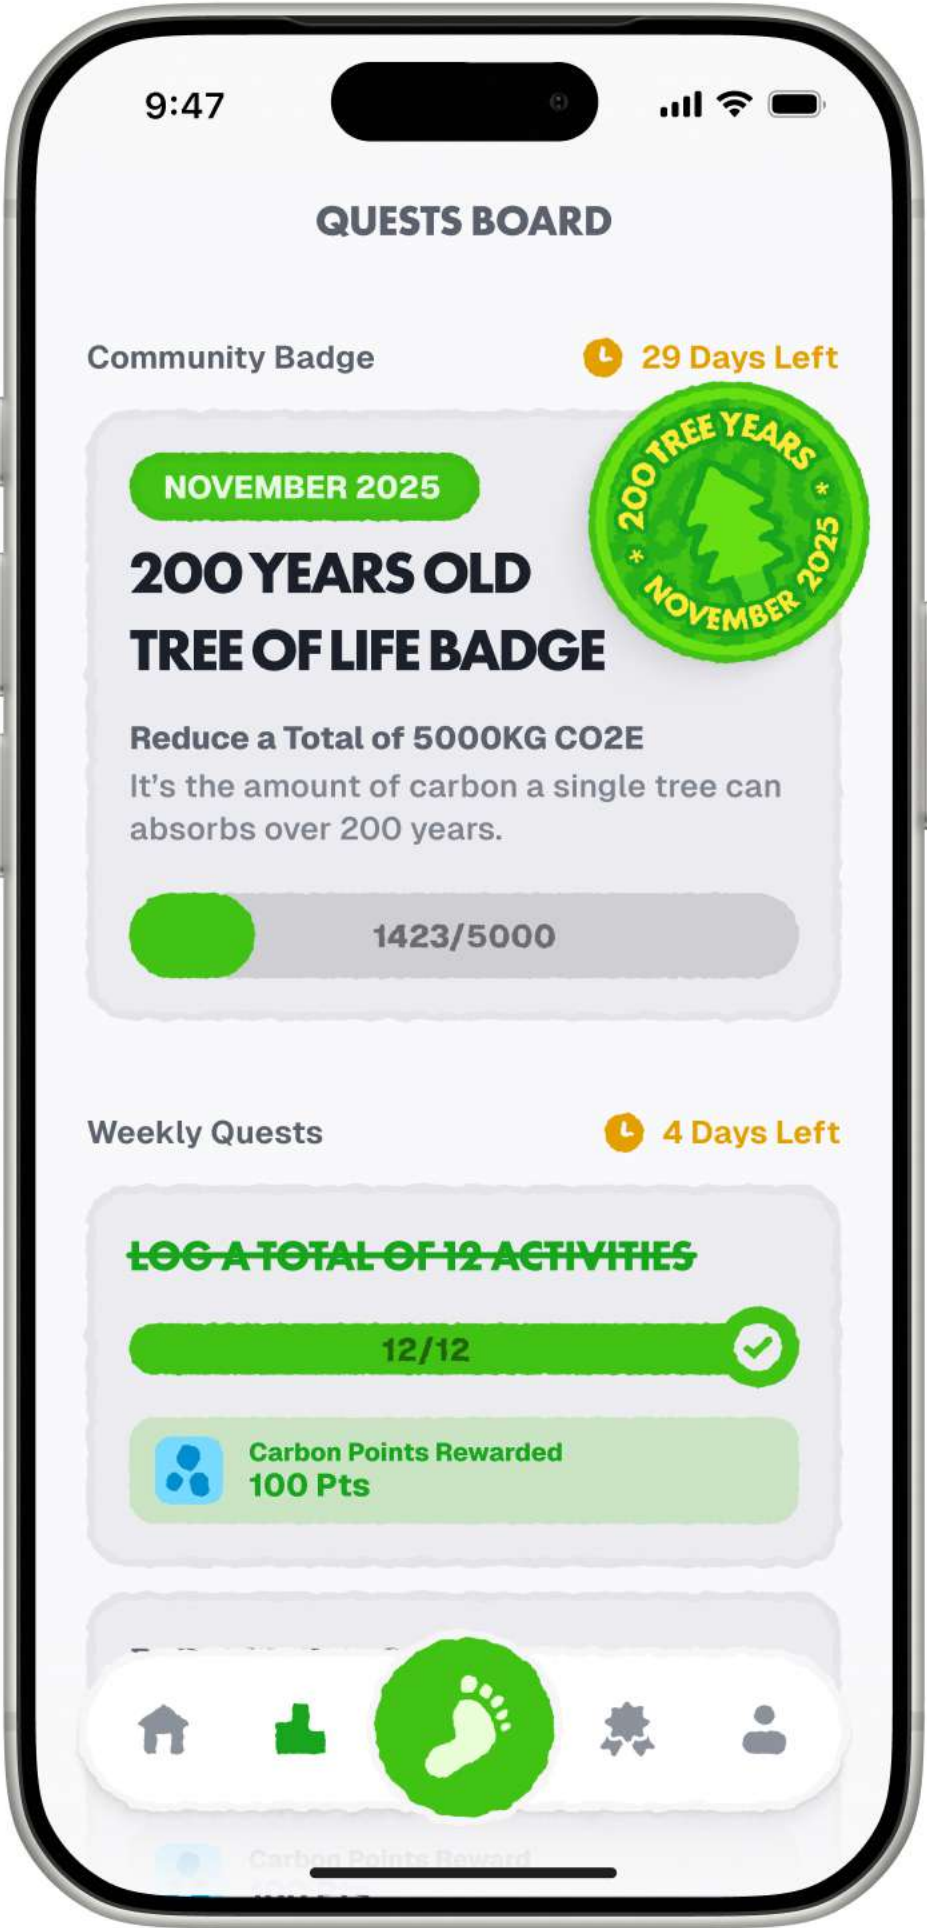 9:47
QUESTS BOARD
Community Badge
29 Days Left
NOVEMBER 2025
200 TREE YEARS
NOVEMBER 2025
200 YEARS OLD
TREE OF LIFE BADGE
Reduce a Total of 5000KG CO2E
It's the amount of carbon a single tree can
absorbs over 200 years.
1423/5000
Weekly Quests
4 Days Left
LOG A TOTAL OF 12 ACTIVITIES
12/12
Carbon Points Rewarded
100 Pts
Carbon Points Reward